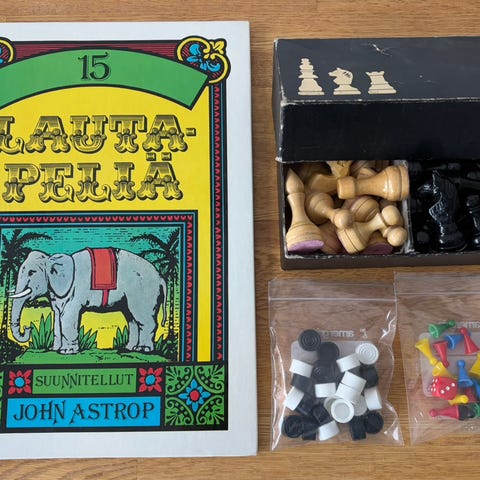 15
LAUTA-
PELIÄ
SUUNNITELLUT
JOHN ASTROP